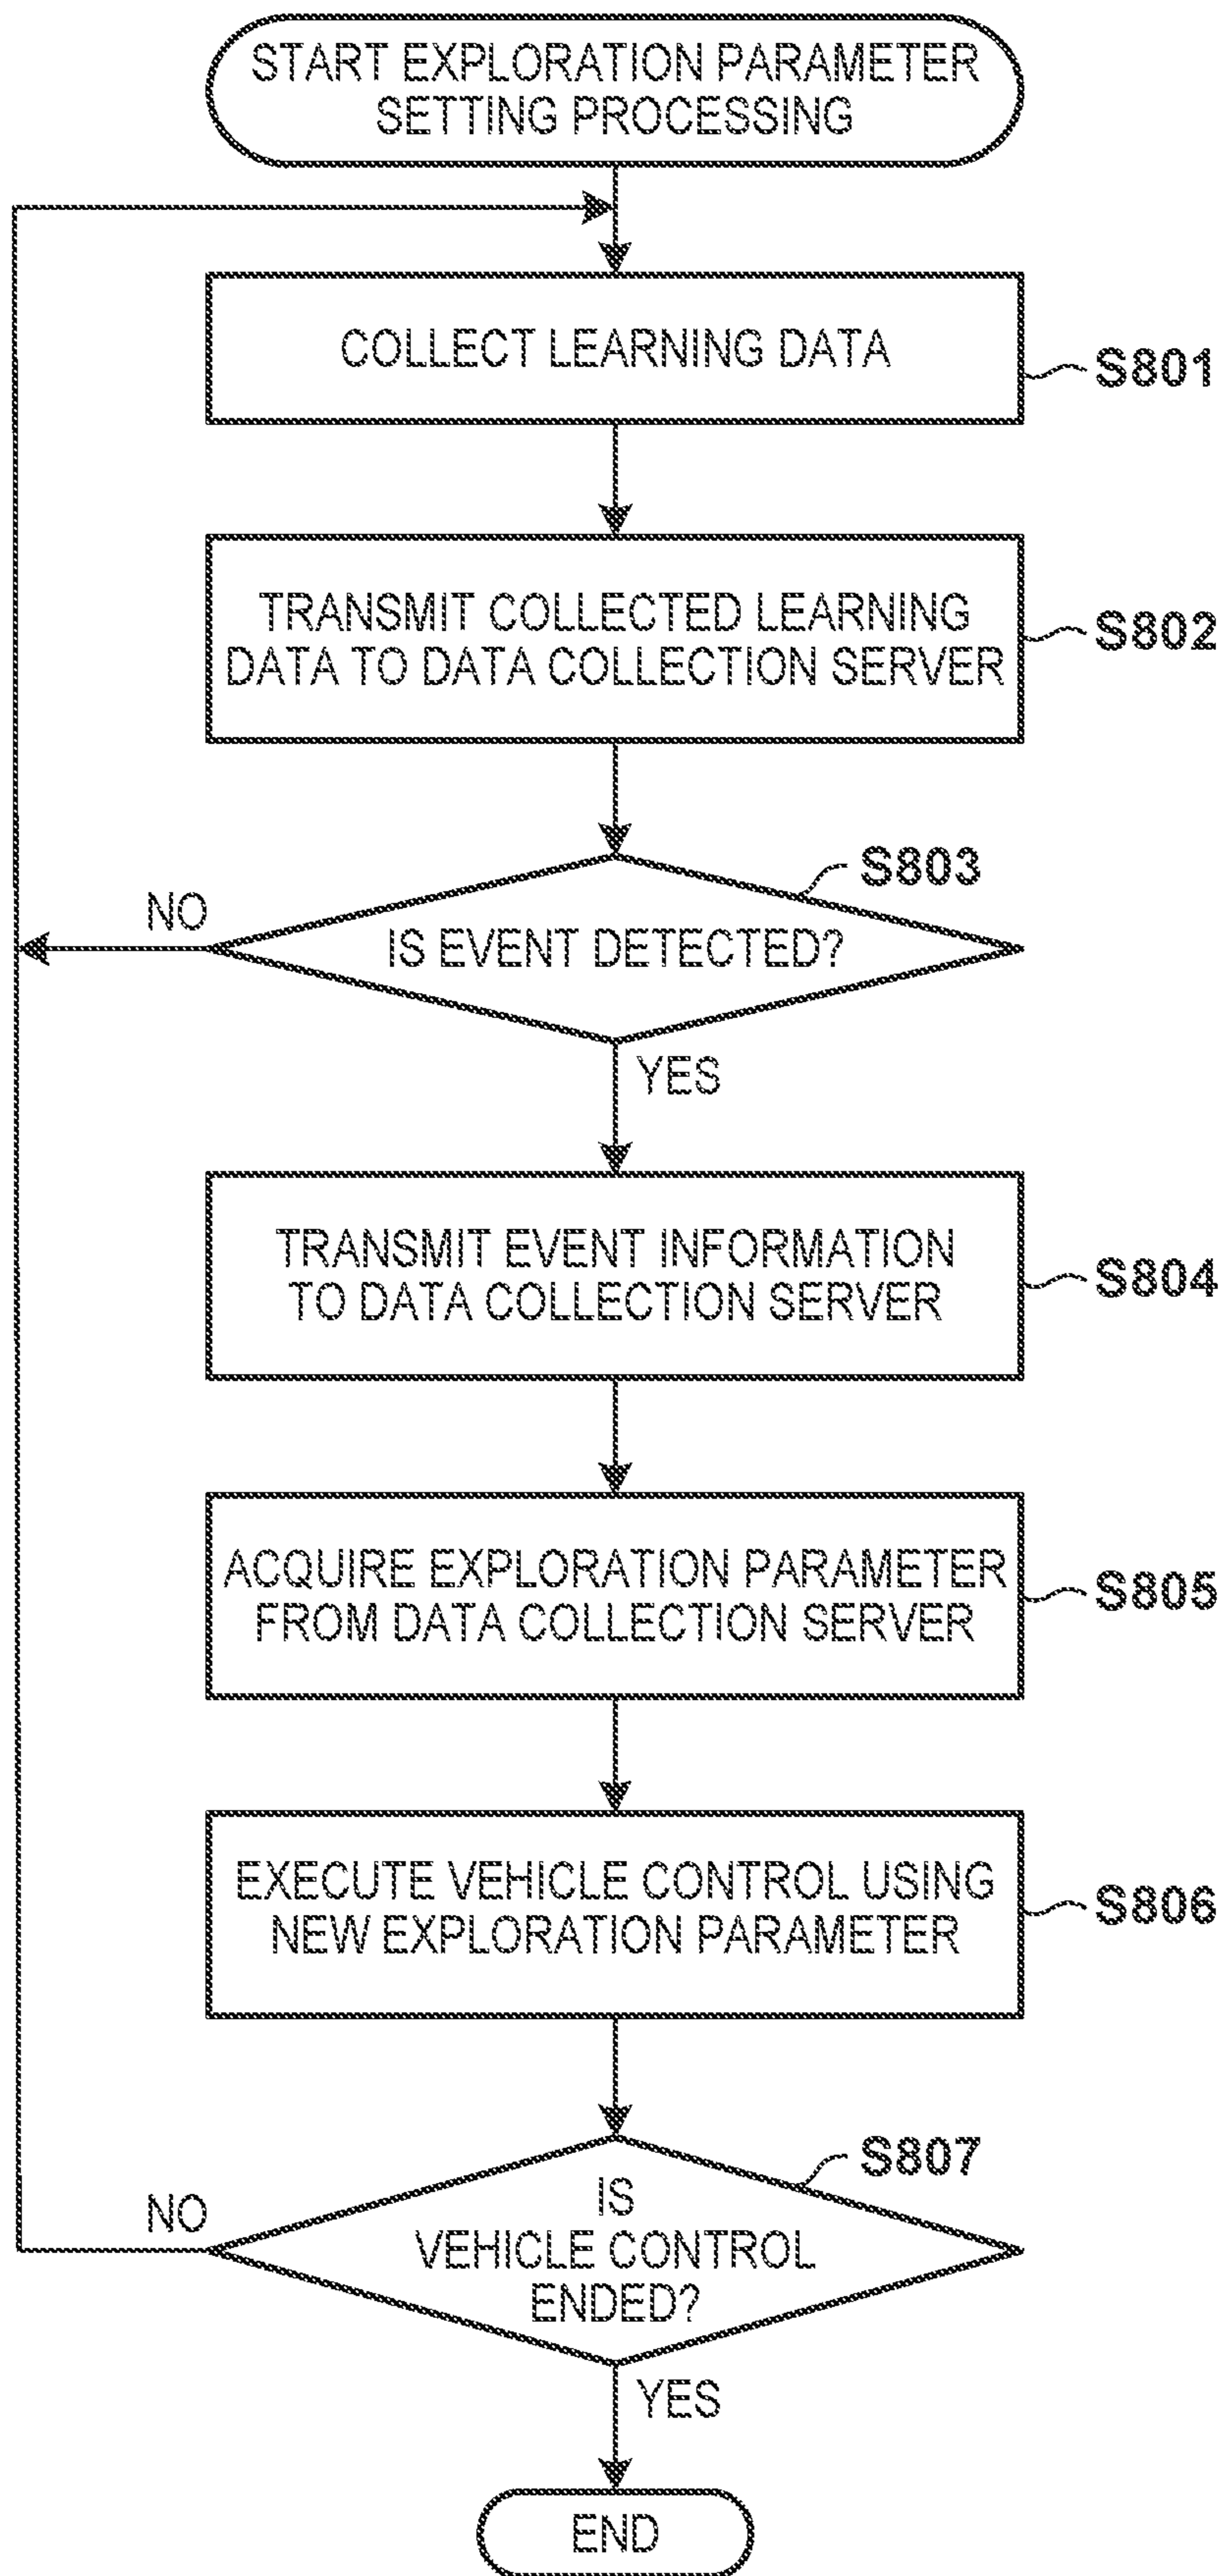 START EXPLORATION PARAMETER
SETTING PROCESSING
COLLECT LEARNING DATA
S801
TRANSMIT COLLECTED LEARNING
DATA TO DATA COLLECTION SERVER
S802
S803
NO
IS EVENT DETECTED?
YES
TRANSMIT EVENT INFORMATION
TO DATA COLLECTION SERVER
S804
ACQUIRE EXPLORATION PARAMETER
FROM DATA COLLECTION SERVER
S805
EXECUTE VEHICLE CONTROL USING
NEW EXPLORATION PARAMETER
S806
S807
NO
IS
VEHICLE CONTROL
ENDED?
YES
END